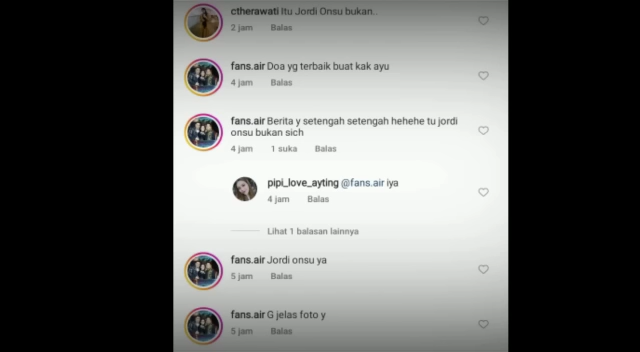 ctherawati Itu Jordi Onsu bukan..
2 jam Balas
fans.air Doa yg terbaik buat kak ayu
4 jam Balas
fans.air Berita y setengah setengah hehehe tu jordi
onsu bukan sich
4 jam 1 suka Balas
pipi_love_ayting @fans.air iya
4 jam Balas
Lihat 1 balasan lainnya
fans.air Jordi onsu ya
5 jam Balas
fans.air G jelas foto y
5 jam Balas